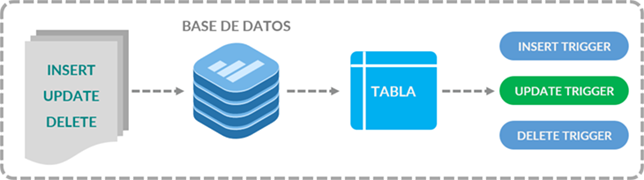 BASE DE DATOS
INSERT
UPDATE
DELETE
TABLA
INSERT TRIGGER
UPDATE TRIGGER
DELETE TRIGGER